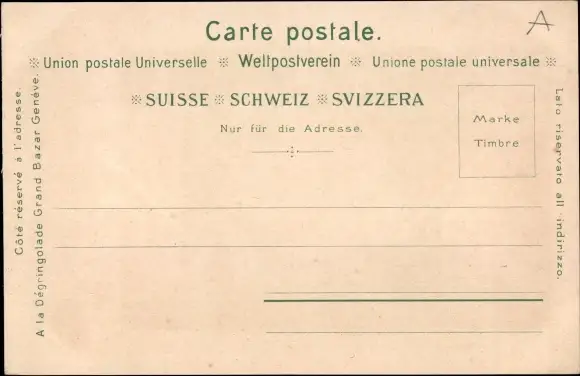 Carte postale.
A
※ Union postale Universelle ※ Weltpostverein ※ Unione postale universale ※
※ SUISSE ※ SCHWEIZ ※ SVIZZERA
Nur für die Adresse.
Marke
Timbre
Côté réservé à l'adresse.
A la Dégringolade Grand Bazar Genève.
Lato riservato all 'indirizzo.